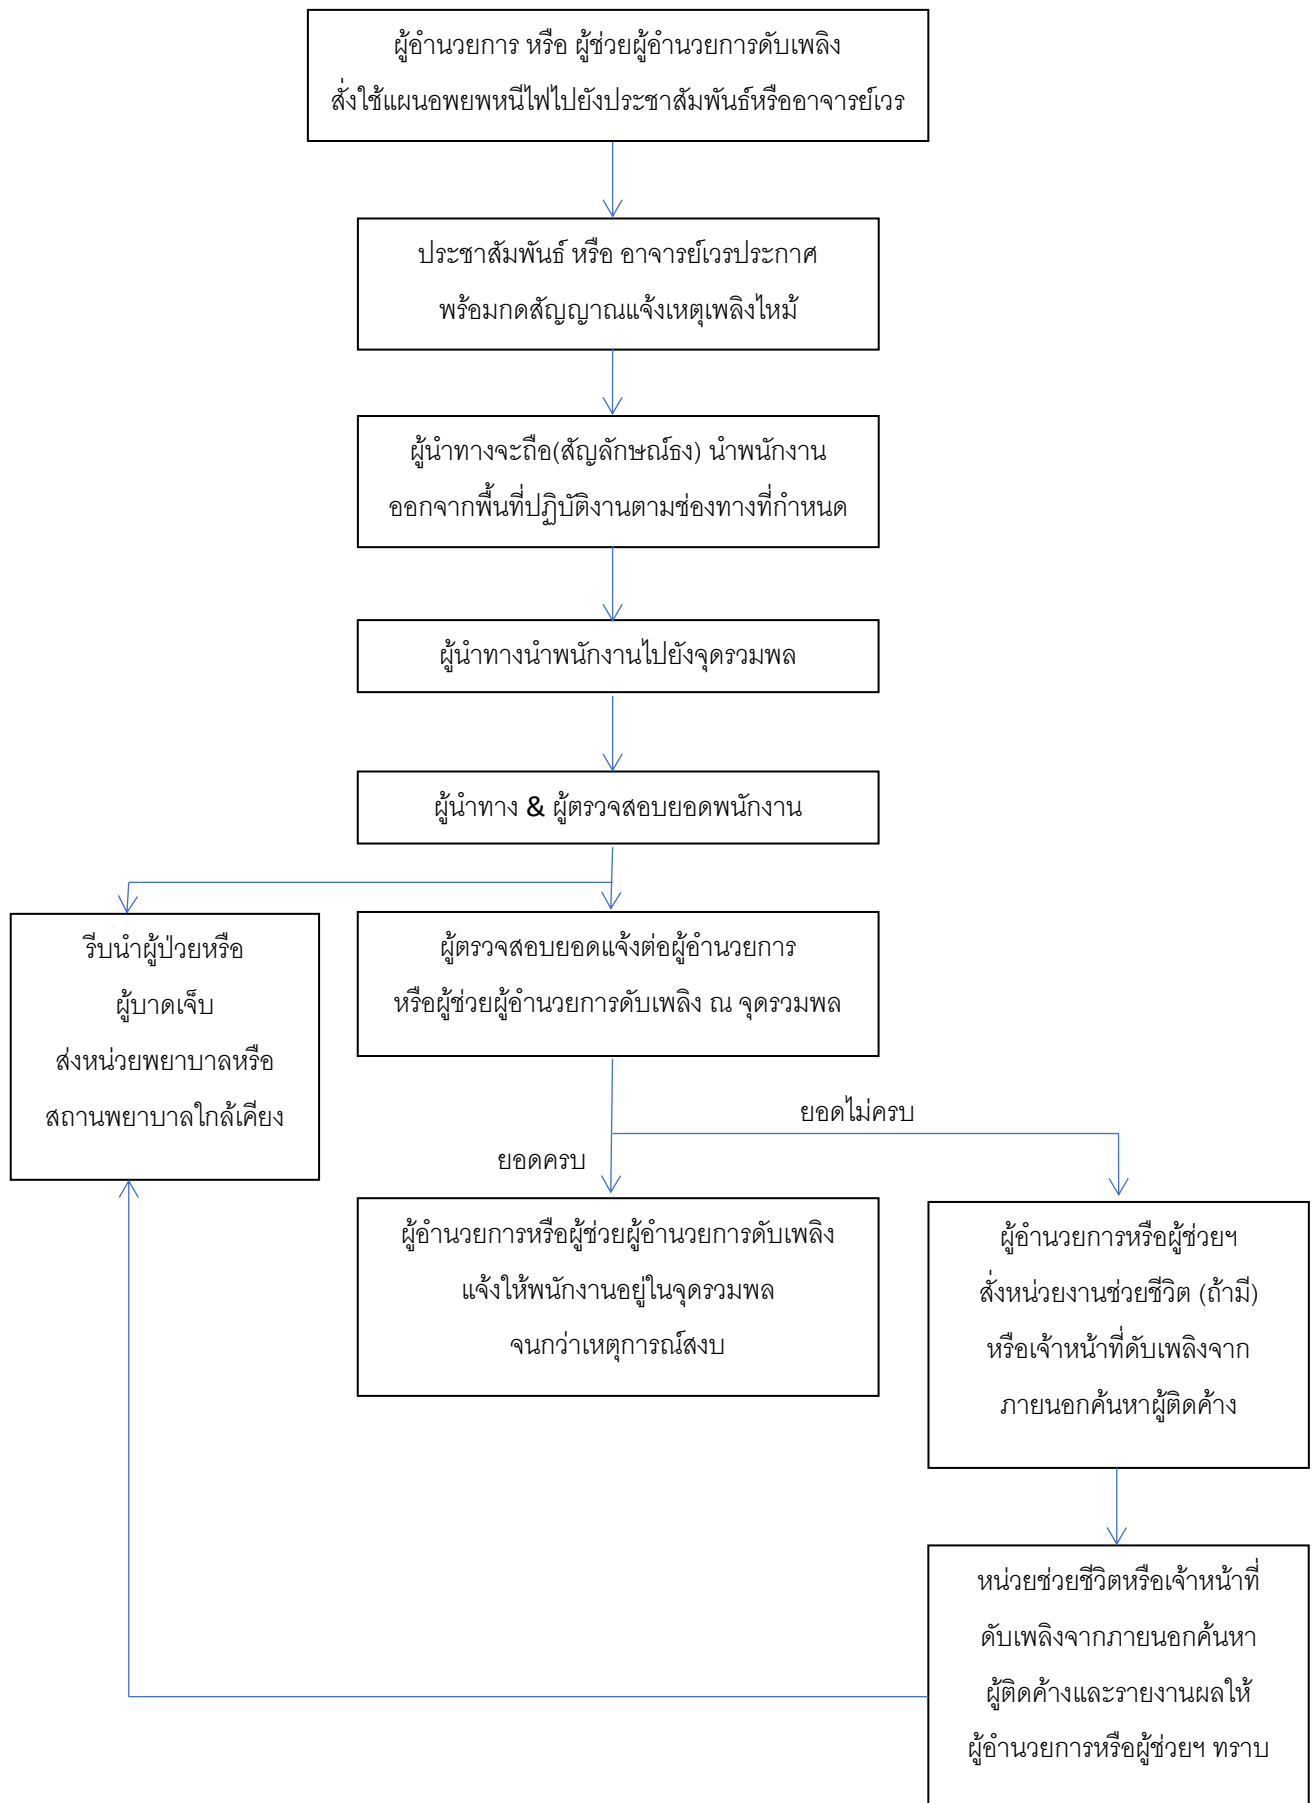 ผู้อำนวยการ หรือ ผู้ช่วยผู้อำนวยการดับเพลิง
สั่งใช้แผนอพยพหนีไฟไปยังประชาสัมพันธ์หรืออาจารย์เวร
ประชาสัมพันธ์ หรือ อาจารย์เวรประกาศ
พร้อมกดสัญญาณแจ้งเหตุเพลิงไหม้
ผู้นำทางจะถือ(สัญลักษณ์ธง) นำพนักงาน
ออกจากพื้นที่ปฏิบัติงานตามช่องทางที่กำหนด
ผู้นำทางนำพนักงานไปยังจุดรวมพล
ผู้นำทาง & ผู้ตรวจสอบยอดพนักงาน
รีบนำผู้ป่วยหรือ
ผู้บาดเจ็บ
ส่งหน่วยพยาบาลหรือ
สถานพยาบาลใกล้เคียง
ผู้ตรวจสอบยอดแจ้งต่อผู้อำนวยการ
หรือผู้ช่วยผู้อำนวยการดับเพลิง ณ จุดรวมพล
ยอดไม่ครบ
ยอดครบ
ผู้อำนวยการหรือผู้ช่วยผู้อำนวยการดับเพลิง
แจ้งให้พนักงานอยู่ในจุดรวมพล
จนกว่าเหตุการณ์สงบ
ผู้อำนวยการหรือผู้ช่วยฯ
สั่งหน่วยงานช่วยชีวิต (ถ้ามี)
หรือเจ้าหน้าที่ดับเพลิงจาก
ภายนอกค้นหาผู้ติดค้าง
หน่วยช่วยชีวิตหรือเจ้าหน้าที่
ดับเพลิงจากภายนอกค้นหา
ผู้ติดค้างและรายงานผลให้
ผู้อำนวยการหรือผู้ช่วยฯ ทราบ